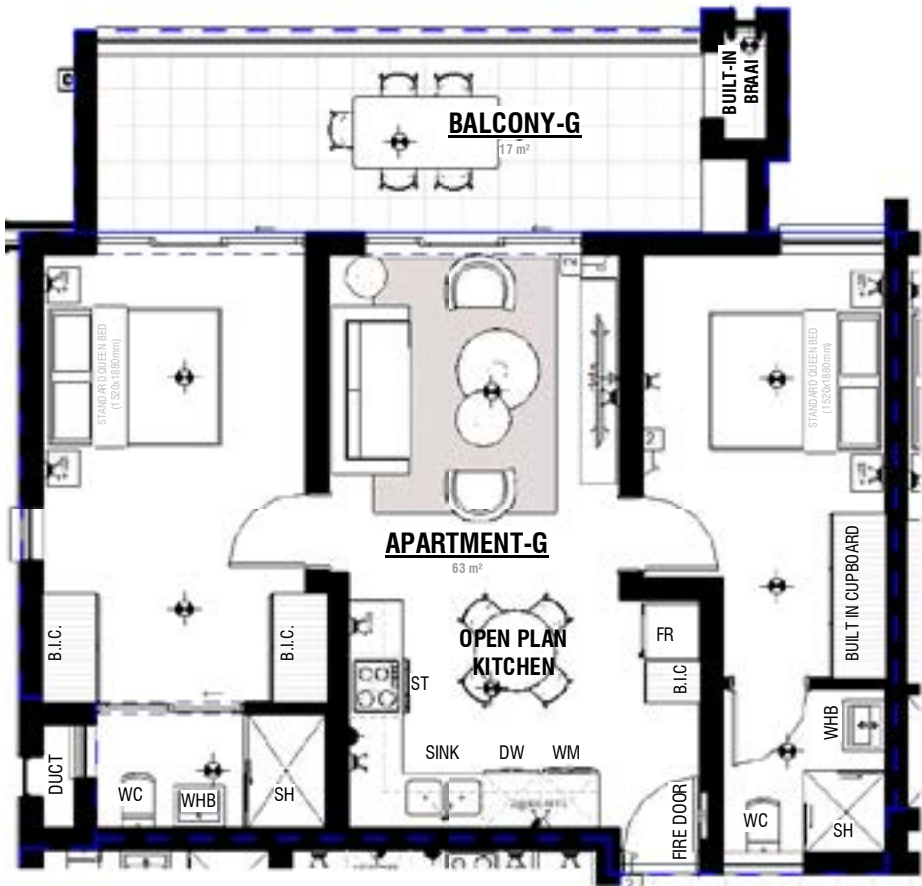 BUILT-IN
BRAAI
BALCONY-G
17 m²
STANDARD QUEEN BED
(1520x1880mm)
STANDARD QUEEN BED
(1520x1880mm)
2
2
APARTMENT-G
63 m²
OPEN PLAN
KITCHEN
B.I.C.
B.I.C.
ST
FR
B.I.C
BUILT IN CUPBOARD
SINK
DW
WM
DUCT
WC
WHB
SH
FIRE DOOR
WHB
WC
SH